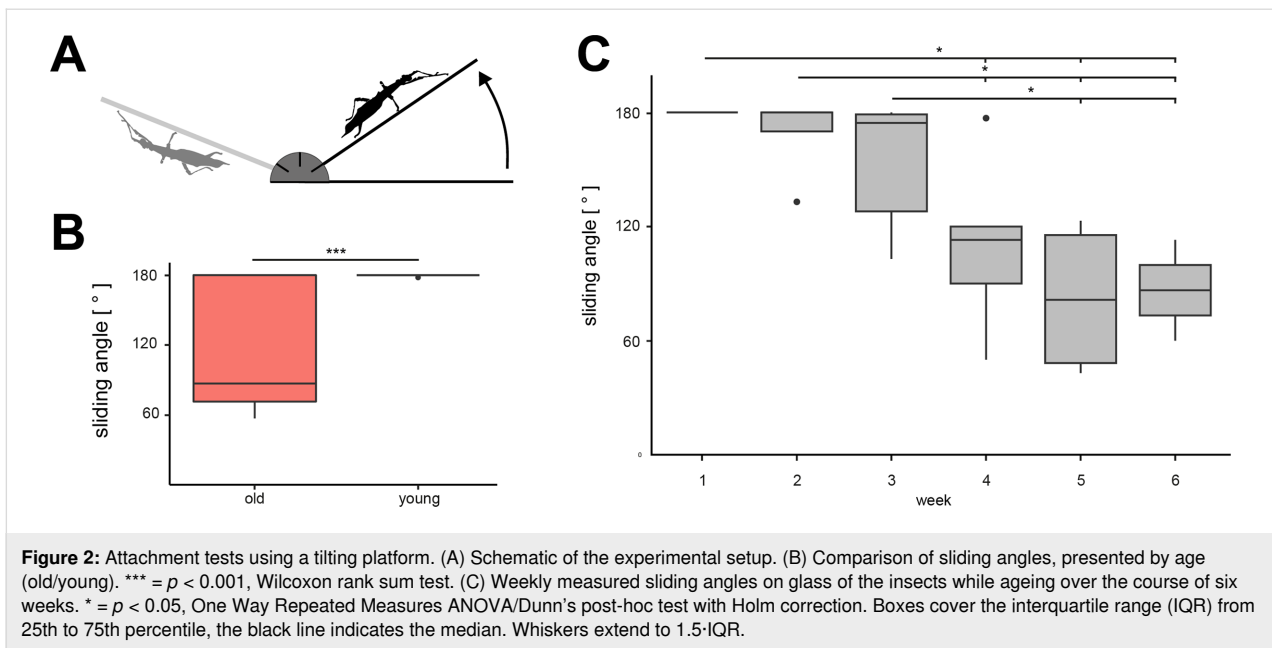 A
B
sliding angle [ ° ]
180
120
60
***
old
young
C
sliding angle [ ° ]
180
120
60
0
*
*
*
1 2 3 4 5 6
week
Figure 2: Attachment tests using a tilting platform. (A) Schematic of the experimental setup. (B) Comparison of sliding angles, presented by age
(old/young). *** = p < 0.001, Wilcoxon rank sum test. (C) Weekly measured sliding angles on glass of the insects while ageing over the course of six
weeks. * = p < 0.05, One Way Repeated Measures ANOVA/Dunn's post-hoc test with Holm correction. Boxes cover the interquartile range (IQR) from
25th to 75th percentile, the black line indicates the median. Whiskers extend to 1.5·IQR.